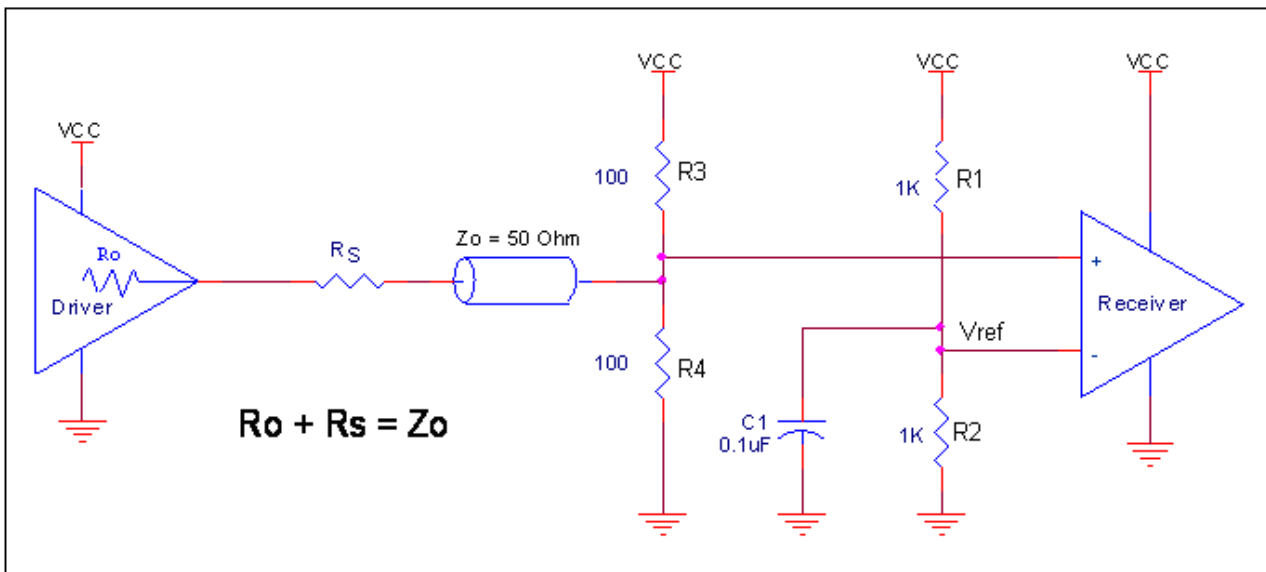 VCC
VCC
VCC
VCC
R3
100
R1
1K
Ro
Driver
RS
Zo = 50 Ohm
+
Receiver
Vref
-
R4
100
Ro + Rs = Zo
C1
0.1uF
1K
R2